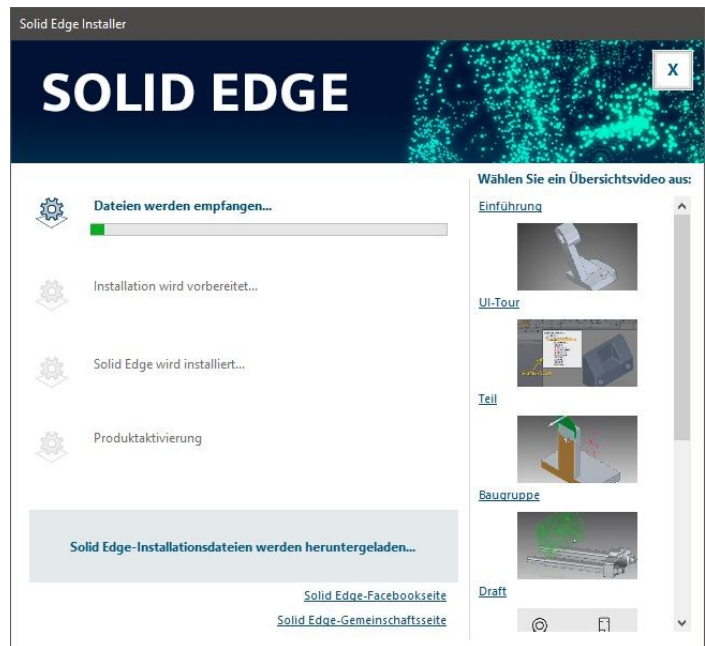 Solid Edge Installer
SOLID EDGE
X
Dateien werden empfangen...
Installation wird vorbereitet...
Solid Edge wird installiert...
Produktaktivierung
Solid Edge-Installationsdateien werden heruntergeladen...
Solid Edge-Facebookseite
Solid Edge-Gemeinschaftsseite
Wählen Sie ein Übersichtsvideo aus:
Einführung
UI-Tour
Teil
Baugruppe
Draft